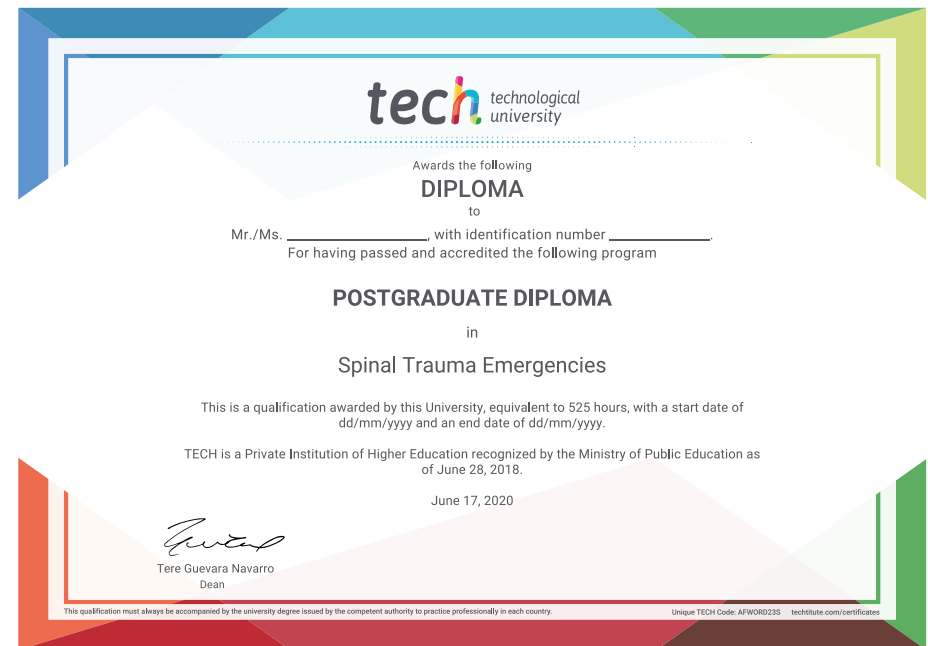 tech technological
university
Awards the following
DIPLOMA
to
Mr./Ms. ____________, with identification number ____________.
For having passed and accredited the following program
POSTGRADUATE DIPLOMA
in
Spinal Trauma Emergencies
This is a qualification awarded by this University, equivalent to 525 hours, with a start date of
dd/mm/yyyy and an end date of dd/mm/yyyy.
TECH is a Private Institution of Higher Education recognized by the Ministry of Public Education as
of June 28, 2018.
June 17, 2020
Tere Guevara Navarro
Dean
This qualification must always be accompanied by the university degree issued by the competent authority to practice professionally in each country.
Unique TECH Code: AFWORD23S techtitute.com/certificates